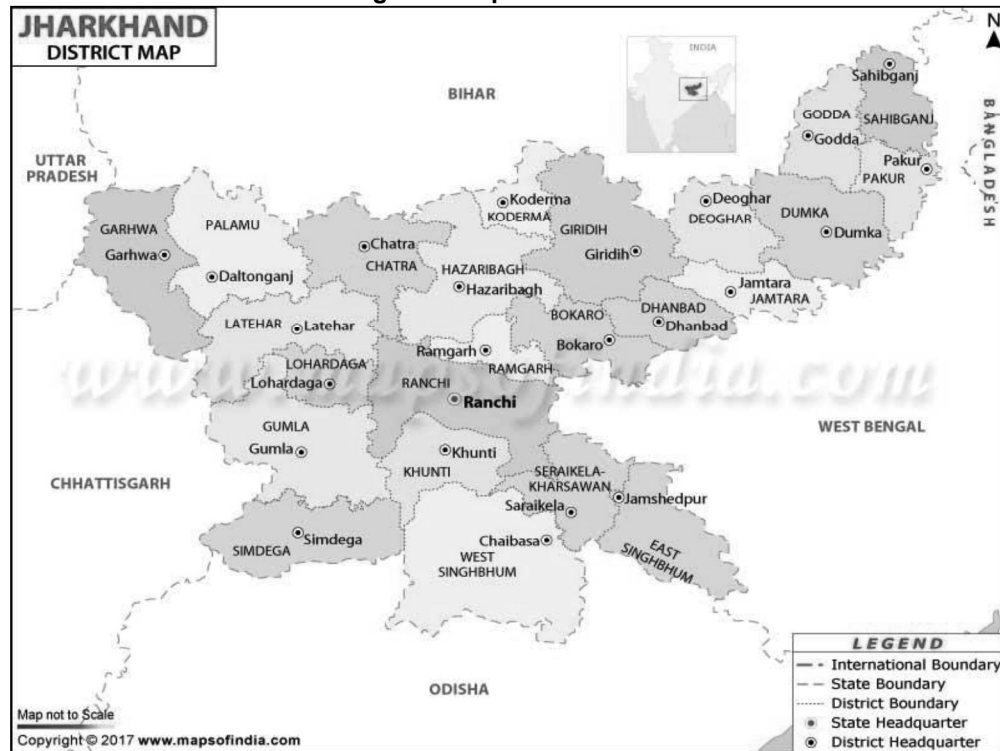 JHARKHAND
DISTRICT MAP
N
INDIA
BIHAR
UTTAR
PRADESH
BANGLADESH
Sahibganj
SAHIBGANJ
GODDA
Godda
Pakur
PAKUR
Koderma
KODERMA
GIRIDIH
Giridih
Deoghar
DEOGHAR
DUMKA
Dumka
GARHWA
Garhwa
PALAMU
Daltonganj
Chatra
CHATRA
HAZARIBAGH
Hazaribagh
Jamtara
JAMTARA
BOKARO
Bokaro
DHANBAD
Dhanbad
LATEHAR
Latehar
Ramgarh
RAMGARH
LOHARDAGA
Lohardaga
RANCHI
Ranchi
www.mapsofindia.com
WEST BENGAL
GUMLA
Gumla
Khunti
KHUNTI
CHHATTISGARH
SERAIKELA-
KHARSAWAN
Saraikela
Jamshedpur
SIMDEGA
Simdega
Chaibasa
WEST
SINGHBHUM
EAST
SINGHBHUM
ODISHA
LEGEND
International Boundary
State Boundary
District Boundary
State Headquarter
District Headquarter
Map not to Scale
Copyright © 2017 www.mapsofindia.com